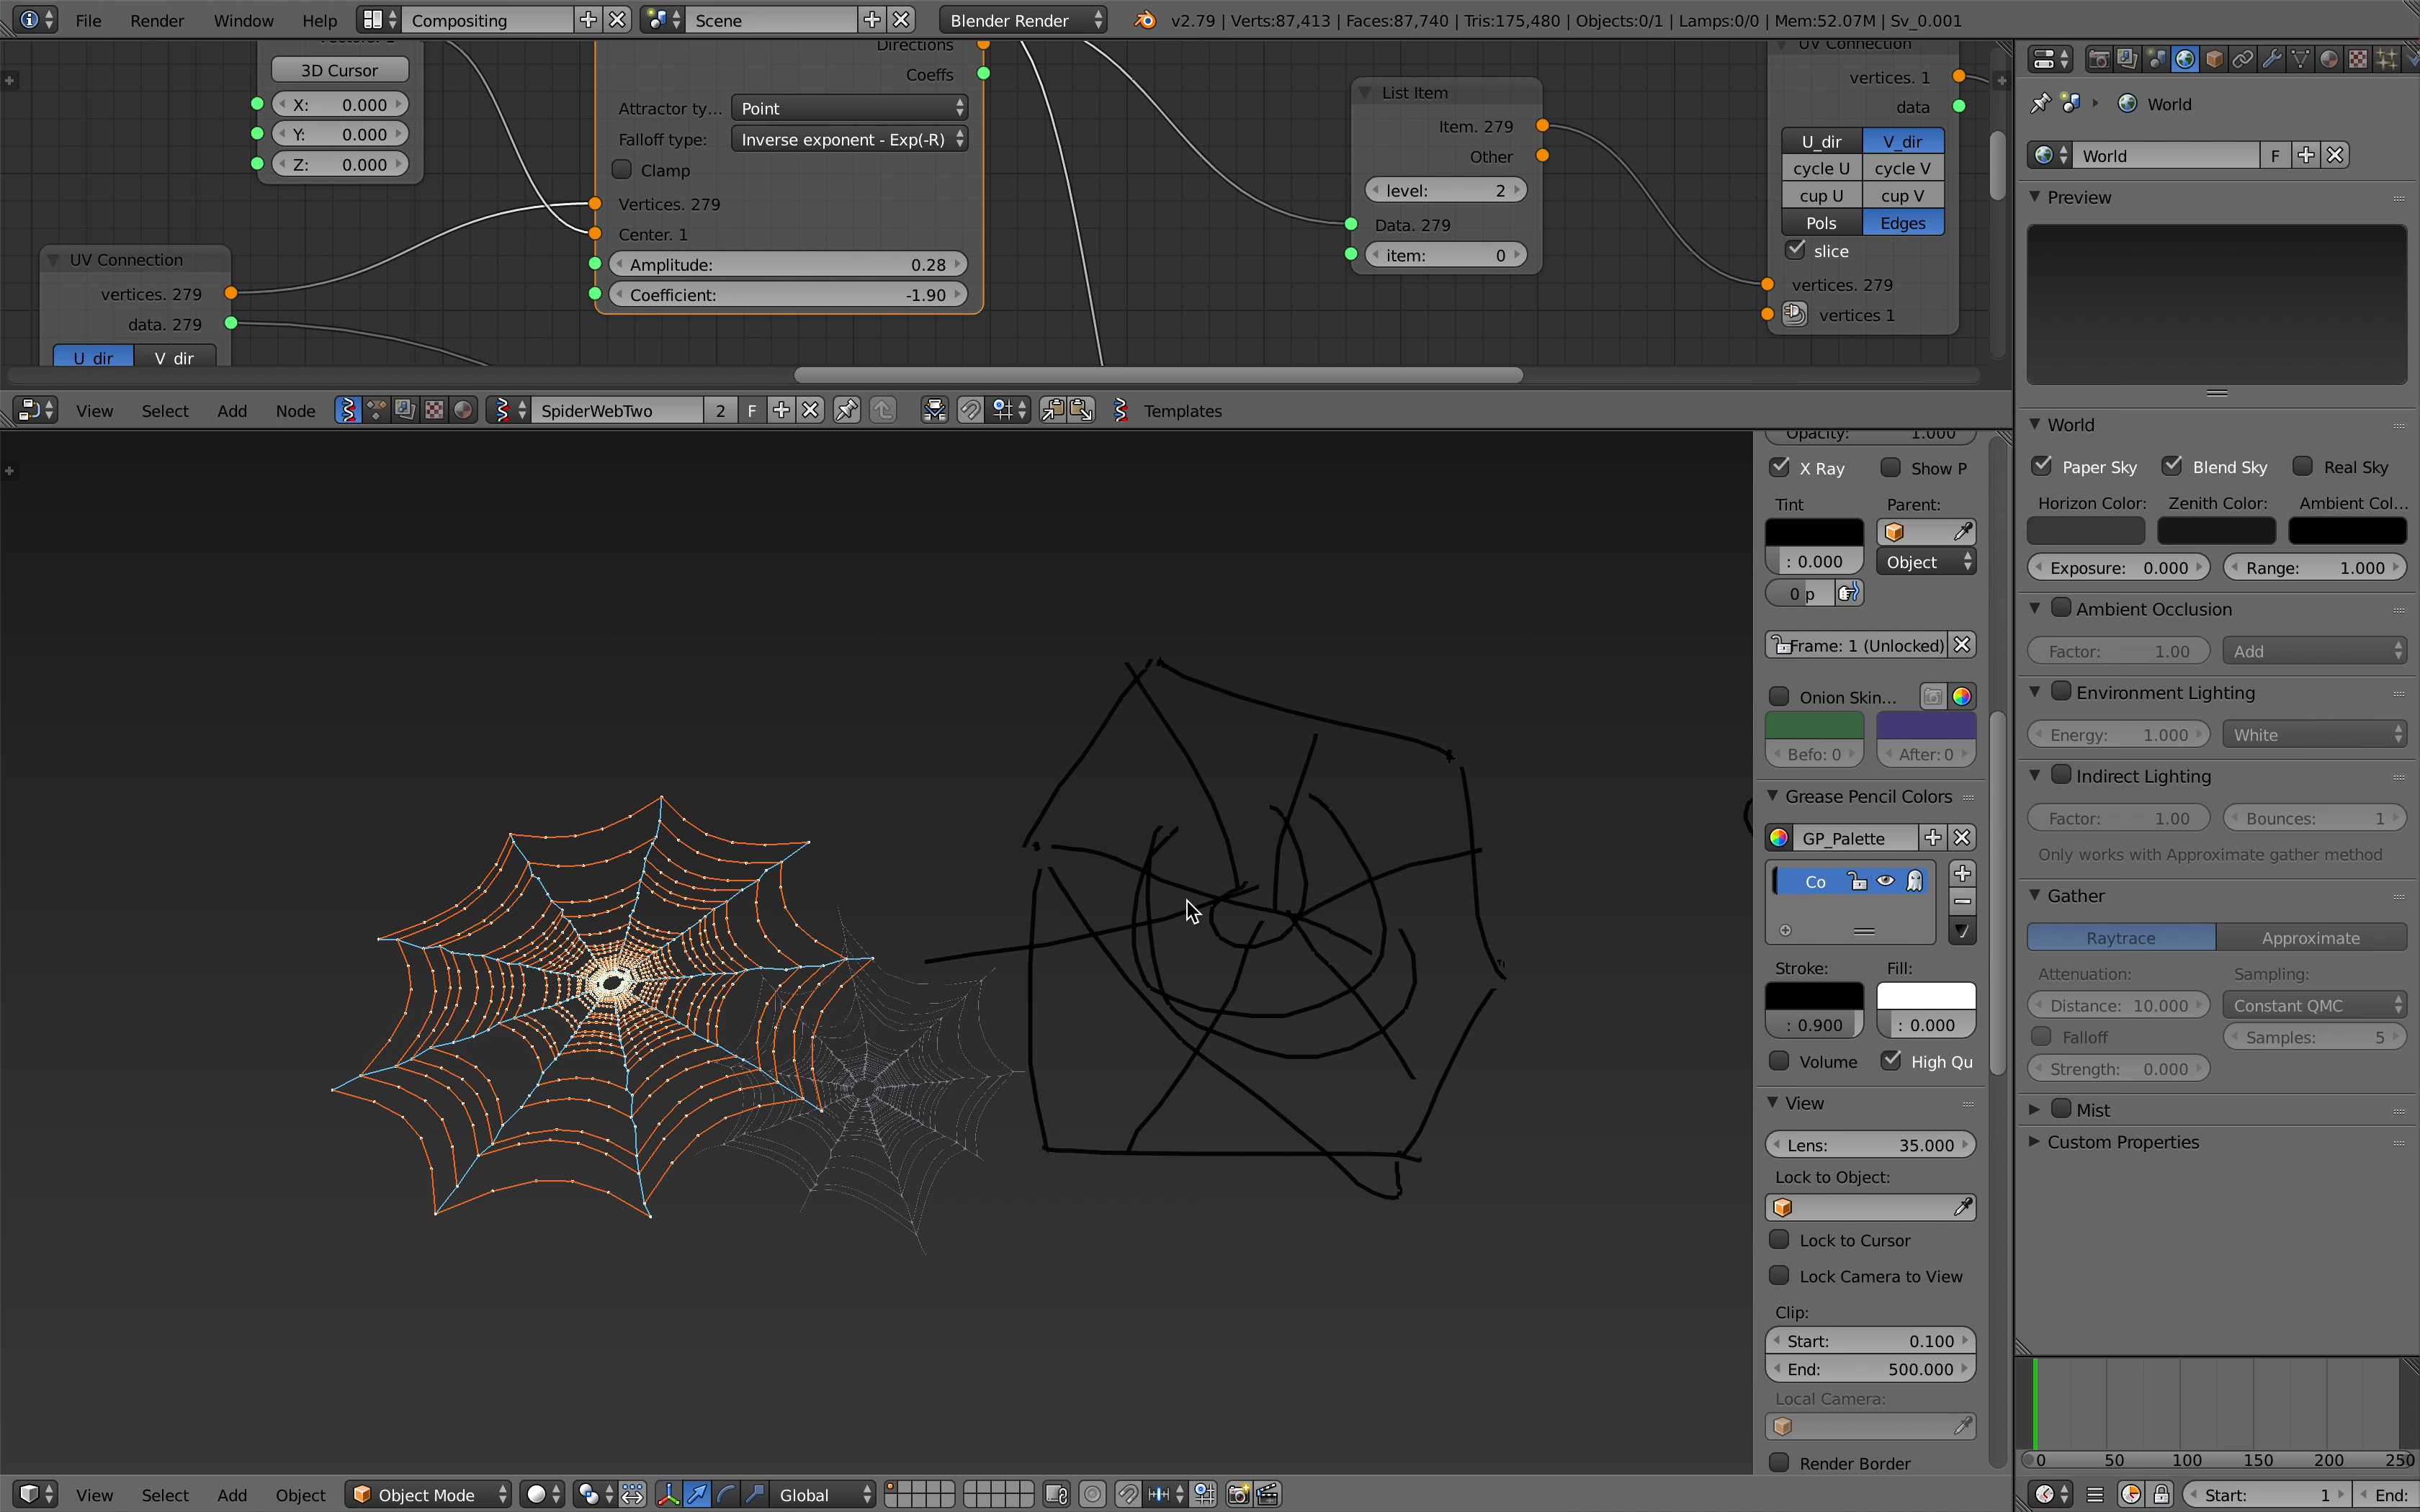 File Render Window Help Compositing Scene Blender Render v2.79 | Verts:87,413 | Faces:87,740 | Tris:175,480 | Objects:0/1 | Lamps:0/0 | Mem:52.07M | Sv_0.001
3D Cursor
X: 0.000
Y: 0.000
Z: 0.000
UV Connection
vertices. 279
data. 279
U_dir V_dir
Directions
Coeffs
Attractor ty... Point
Falloff type: Inverse exponent - Exp(-R)
Clamp
Vertices. 279
Center. 1
Amplitude: 0.28
Coefficient: -1.90
List Item
Item. 279
Other
level: 2
Data. 279
item: 0
UV Connection
vertices. 1
data
U_dir V_dir
cycle U cycle V
cup U cup V
Pols Edges
slice
vertices. 279
vertices 1
View Select Add Node SpiderWebTwo 2 F Templates
Opacity: 1.000
X Ray Show P
Tint Parent:
: 0.000 Object
0 p
Frame: 1 (Unlocked)
Onion Skin...
Befo: 0 After: 0
Grease Pencil Colors
GP_Palette
Co
Stroke: Fill:
: 0.900 : 0.000
Volume High Qu
View
Lens: 35.000
Lock to Object:
Lock to Cursor
Lock Camera to View
Clip:
Start: 0.100
End: 500.000
Local Camera:
Render Border
View Select Add Object Object Mode Global
World
World F
Preview
World
Paper Sky Blend Sky Real Sky
Horizon Color: Zenith Color: Ambient Col...
Exposure: 0.000 Range: 1.000
Ambient Occlusion
Factor: 1.00 Add
Environment Lighting
Energy: 1.000 White
Indirect Lighting
Factor: 1.00 Bounces: 1
Only works with Approximate gather method
Gather
Raytrace Approximate
Attenuation: Sampling:
Distance: 10.000 Constant QMC
Falloff Samples: 5
Strength: 0.000
Mist
Custom Properties
0 50 100 150 200 250
Start: 1 End: